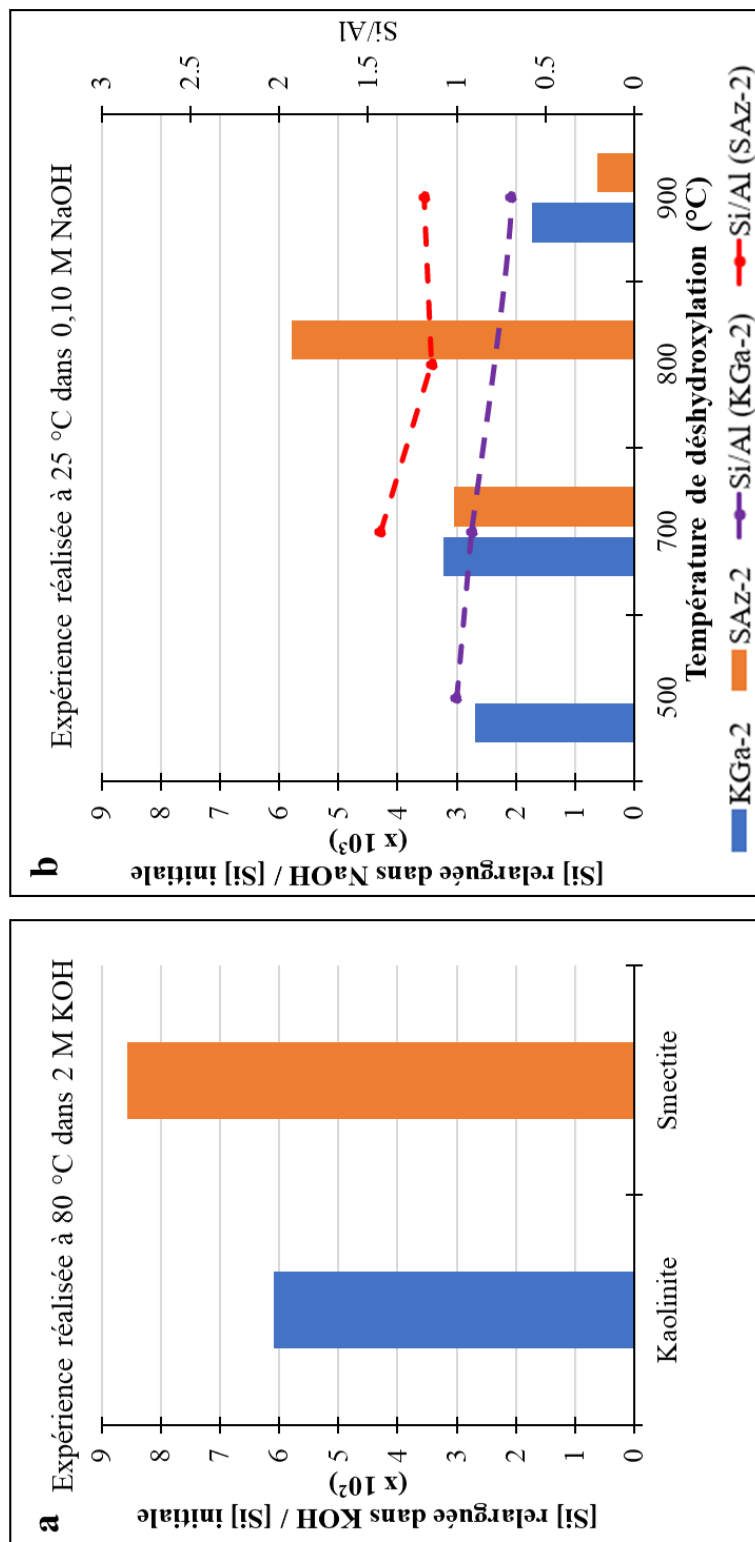 a
Expérience réalisée à 80 °C dans 2 M KOH
[Si] relarguée dans KOH / [Si] initiale
(x 10²)
9
8
7
6
5
4
3
2
1
0
Kaolinite
Smectite
b
Expérience réalisée à 25 °C dans 0,10 M NaOH
[Si] relarguée dans NaOH / [Si] initiale
(x 10³)
9
8
7
6
5
4
3
2
1
0
3
2.5
2
1.5
1
0.5
0
Si/Al
500
700
800
900
Température de déshydroxylation (°C)
KGa-2
SAz-2
Si/Al (KGa-2)
Si/Al (SAz-2)